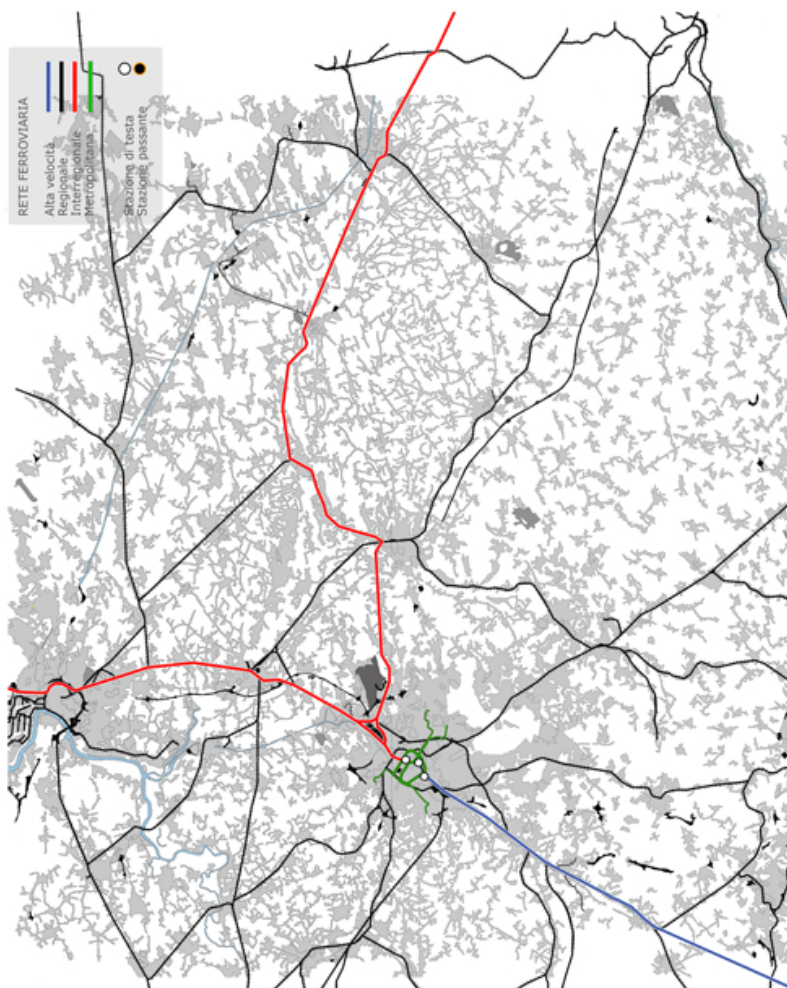 RETE FERROVIARIA
Alta velocità
Regionale
Interregionale
Metropolitana
Stazione di testa
Stazione passante